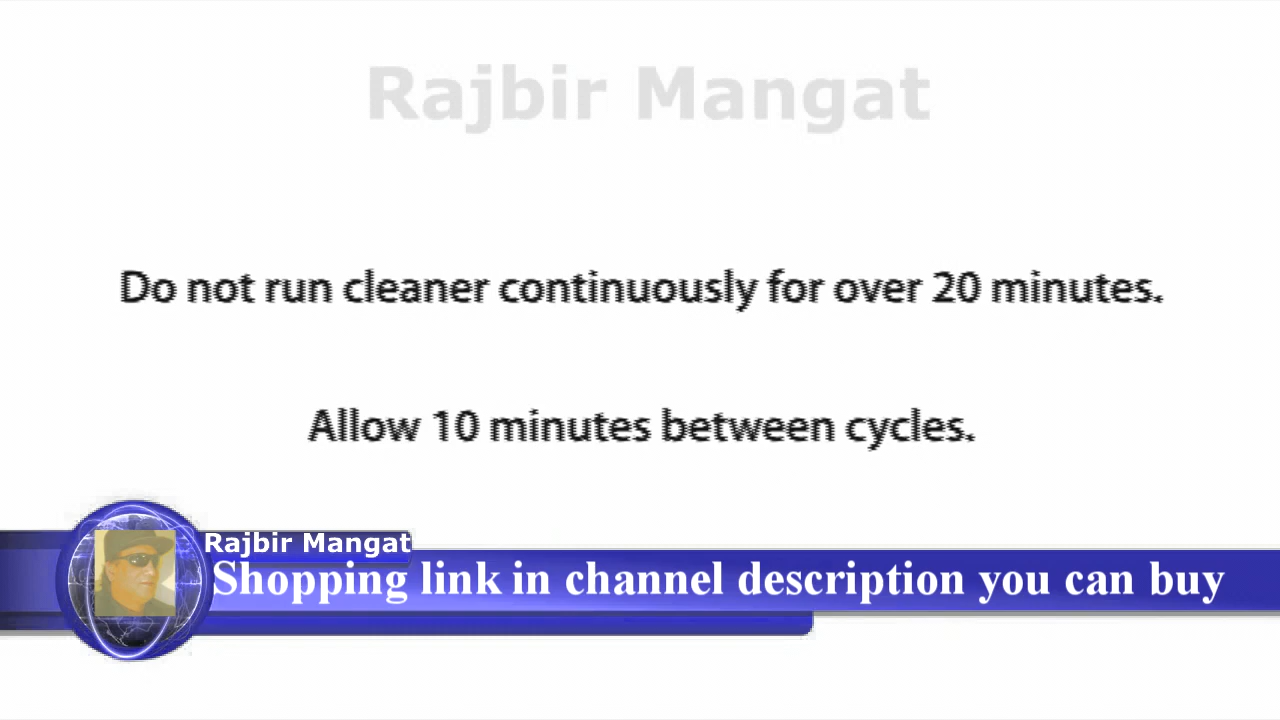 Rajbir Mangat
Do not run cleaner continuously for over 20 minutes.
Allow 10 minutes between cycles.
Rajbir Mangat
Shopping link in channel description you can buy